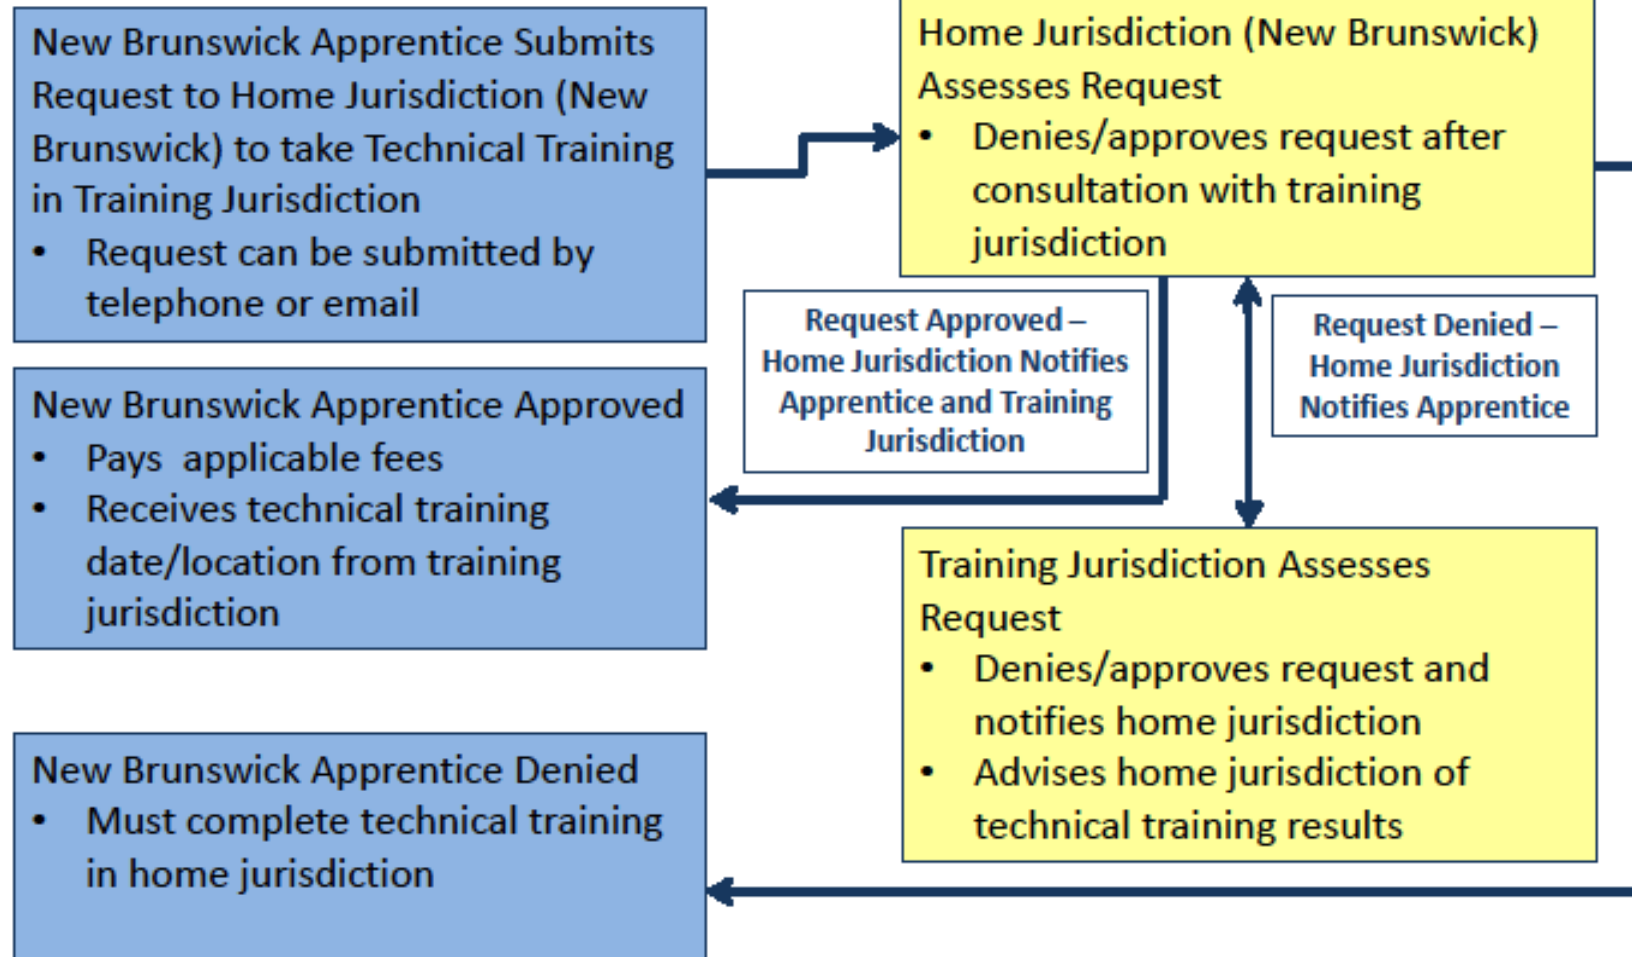 New Brunswick Apprentice Submits
Request to Home Jurisdiction (New
Brunswick) to take Technical Training
in Training Jurisdiction
• Request can be submitted by
telephone or email
Home Jurisdiction (New Brunswick)
Assesses Request
• Denies/approves request after
consultation with training
jurisdiction
Request Approved –
Home Jurisdiction Notifies
Apprentice and Training
Jurisdiction
Request Denied –
Home Jurisdiction
Notifies Apprentice
New Brunswick Apprentice Approved
• Pays  applicable fees
• Receives technical training
date/location from training
jurisdiction
Training Jurisdiction Assesses
Request
• Denies/approves request and
notifies home jurisdiction
• Advises home jurisdiction of
technical training results
New Brunswick Apprentice Denied
• Must complete technical training
in home jurisdiction